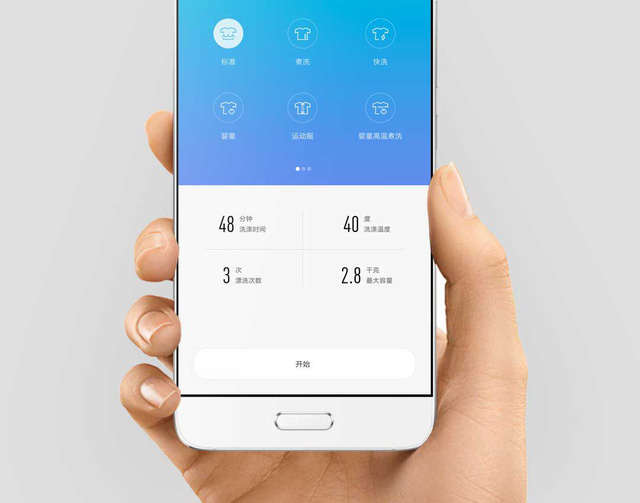 标准 煮洗 快洗
婴童 运动服 婴童高温煮洗
48 分钟 洗涤时间
40 度 洗涤温度
3 次 漂洗次数
2.8 千克 最大容量
开始